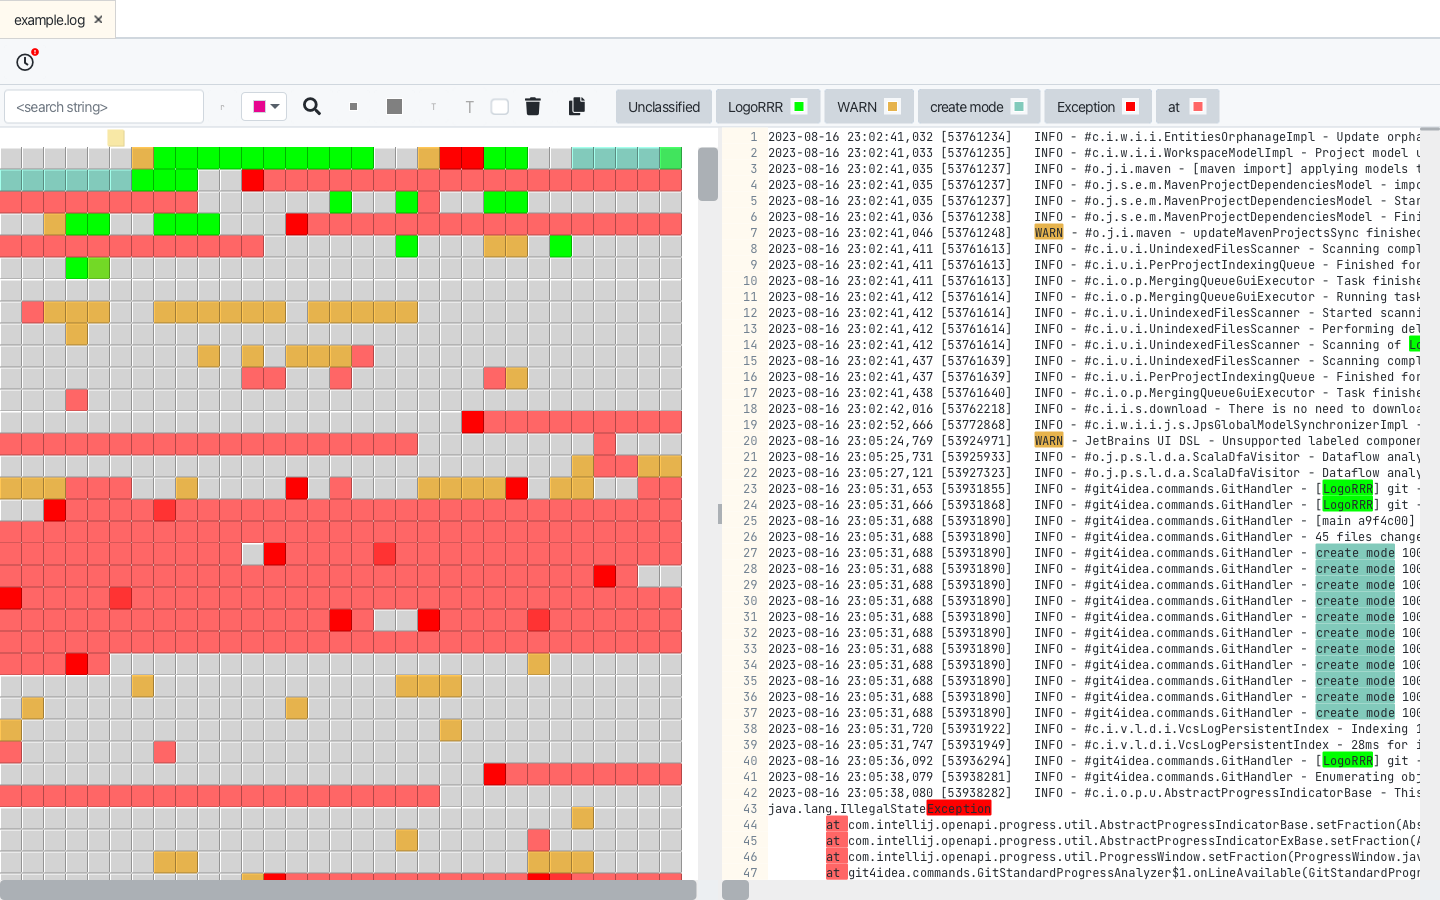 example.log ×
<search string> r T T Unclassified LogoRRR WARN create mode Exception at
1 2023-08-16 23:02:41,032 [53761234] INFO - #c.i.w.i.i.EntitiesOrphanageImpl - Update orpha
2 2023-08-16 23:02:41,033 [53761235] INFO - #c.i.w.i.i.WorkspaceModelImpl - Project model u
3 2023-08-16 23:02:41,035 [53761237] INFO - #o.j.i.maven - [maven import] applying models t
4 2023-08-16 23:02:41,035 [53761237] INFO - #o.j.s.e.m.MavenProjectDependenciesModel - impo
5 2023-08-16 23:02:41,035 [53761237] INFO - #o.j.s.e.m.MavenProjectDependenciesModel - Star
6 2023-08-16 23:02:41,036 [53761238] INFO - #o.j.s.e.m.MavenProjectDependenciesModel - Fini
7 2023-08-16 23:02:41,046 [53761248] WARN - #o.j.i.maven - updateMavenProjectsSync finished
8 2023-08-16 23:02:41,411 [53761613] INFO - #c.i.u.i.UnindexedFilesScanner - Scanning compl
9 2023-08-16 23:02:41,411 [53761613] INFO - #c.i.u.i.PerProjectIndexingQueue - Finished for
10 2023-08-16 23:02:41,411 [53761613] INFO - #c.i.o.p.MergingQueueGuiExecutor - Task finishe
11 2023-08-16 23:02:41,412 [53761614] INFO - #c.i.o.p.MergingQueueGuiExecutor - Running task
12 2023-08-16 23:02:41,412 [53761614] INFO - #c.i.u.i.UnindexedFilesScanner - Started scanni
13 2023-08-16 23:02:41,412 [53761614] INFO - #c.i.u.i.UnindexedFilesScanner - Performing del
14 2023-08-16 23:02:41,412 [53761614] INFO - #c.i.u.i.UnindexedFilesScanner - Scanning of Lo
15 2023-08-16 23:02:41,437 [53761639] INFO - #c.i.u.i.UnindexedFilesScanner - Scanning compl
16 2023-08-16 23:02:41,437 [53761639] INFO - #c.i.u.i.PerProjectIndexingQueue - Finished for
17 2023-08-16 23:02:41,438 [53761640] INFO - #c.i.o.p.MergingQueueGuiExecutor - Task finishe
18 2023-08-16 23:02:42,016 [53762218] INFO - #c.i.i.s.download - There is no need to downloa
19 2023-08-16 23:02:52,666 [53772868] INFO - #c.i.w.i.i.j.s.JpsGlobalModelSynchronizerImpl -
20 2023-08-16 23:05:24,769 [53924971] WARN - JetBrains UI DSL - Unsupported labeled componen
21 2023-08-16 23:05:25,731 [53925933] INFO - #o.j.p.s.l.d.a.ScalaDfaVisitor - Dataflow analy
22 2023-08-16 23:05:27,121 [53927323] INFO - #o.j.p.s.l.d.a.ScalaDfaVisitor - Dataflow analy
23 2023-08-16 23:05:31,653 [53931855] INFO - #git4idea.commands.GitHandler - [LogoRRR] git -
24 2023-08-16 23:05:31,666 [53931868] INFO - #git4idea.commands.GitHandler - [LogoRRR] git -
25 2023-08-16 23:05:31,688 [53931890] INFO - #git4idea.commands.GitHandler - [main a9f4c00]
26 2023-08-16 23:05:31,688 [53931890] INFO - #git4idea.commands.GitHandler - 45 files change
27 2023-08-16 23:05:31,688 [53931890] INFO - #git4idea.commands.GitHandler - create mode 100
28 2023-08-16 23:05:31,688 [53931890] INFO - #git4idea.commands.GitHandler - create mode 100
29 2023-08-16 23:05:31,688 [53931890] INFO - #git4idea.commands.GitHandler - create mode 100
30 2023-08-16 23:05:31,688 [53931890] INFO - #git4idea.commands.GitHandler - create mode 100
31 2023-08-16 23:05:31,688 [53931890] INFO - #git4idea.commands.GitHandler - create mode 100
32 2023-08-16 23:05:31,688 [53931890] INFO - #git4idea.commands.GitHandler - create mode 100
33 2023-08-16 23:05:31,688 [53931890] INFO - #git4idea.commands.GitHandler - create mode 100
34 2023-08-16 23:05:31,688 [53931890] INFO - #git4idea.commands.GitHandler - create mode 100
35 2023-08-16 23:05:31,688 [53931890] INFO - #git4idea.commands.GitHandler - create mode 100
36 2023-08-16 23:05:31,688 [53931890] INFO - #git4idea.commands.GitHandler - create mode 100
37 2023-08-16 23:05:31,688 [53931890] INFO - #git4idea.commands.GitHandler - create mode 100
38 2023-08-16 23:05:31,720 [53931922] INFO - #c.i.v.l.d.i.VcsLogPersistentIndex - Indexing 1
39 2023-08-16 23:05:31,747 [53931949] INFO - #c.i.v.l.d.i.VcsLogPersistentIndex - 28ms for i
40 2023-08-16 23:05:36,092 [53936294] INFO - #git4idea.commands.GitHandler - [LogoRRR] git -
41 2023-08-16 23:05:38,079 [53938281] INFO - #git4idea.commands.GitHandler - Enumerating obj
42 2023-08-16 23:05:38,080 [53938282] INFO - #c.i.o.p.u.AbstractProgressIndicatorBase - This
43 java.lang.IllegalStateException
44 at com.intellij.openapi.progress.util.AbstractProgressIndicatorBase.setFraction(Abs
45 at com.intellij.openapi.progress.util.AbstractProgressIndicatorExBase.setFraction(A
46 at com.intellij.openapi.progress.util.ProgressWindow.setFraction(ProgressWindow.jav
47 at git4idea.commands.GitStandardProgressAnalyzer$1.onLineAvailable(GitStandardProgr